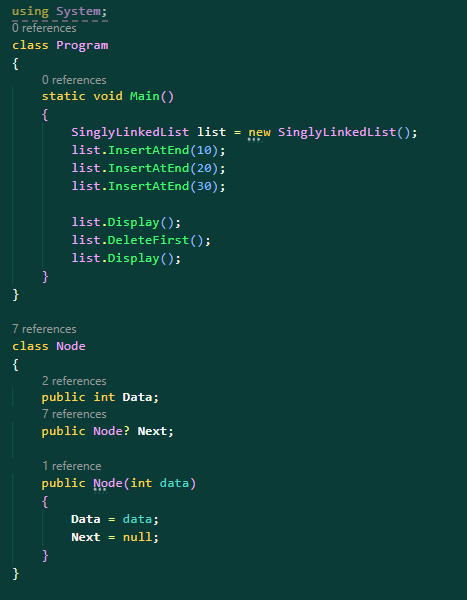 using System;
0 references
class Program
{
0 references
static void Main()
{
SinglyLinkedList list = new SinglyLinkedList();
list.InsertAtEnd(10);
list.InsertAtEnd(20);
list.InsertAtEnd(30);
list.Display();
list.DeleteFirst();
list.Display();
}
}
7 references
class Node
{
2 references
public int Data;
7 references
public Node? Next;
1 reference
public Node(int data)
{
Data = data;
Next = null;
}
}